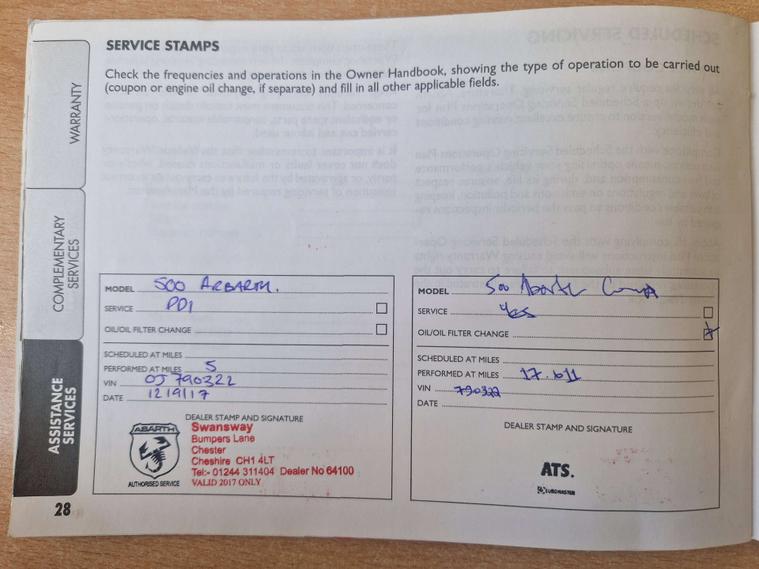 SERVICE STAMPS
Check the frequencies and operations in the Owner Handbook, showing the type of operation to be carried out
(coupon or engine oil change, if separate) and fill in all other applicable fields.
WARRANTY
COMPLEMENTARY
SERVICES
ASSISTANCE
SERVICES
MODEL 500 ARBARTH.
SERVICE PDI
OIL/OIL FILTER CHANGE
SCHEDULED AT MILES
PERFORMED AT MILES 5
VIN 0J790322
DATE 12/9/17
DEALER STAMP AND SIGNATURE
ABARTH
AUTHORISED SERVICE
Swansway
Bumpers Lane
Chester
Cheshire CH1 4LT
Tel:- 01244 311404 Dealer No 64100
VALID 2017 ONLY
MODEL 500 Abarth
SERVICE Yes
OIL/OIL FILTER CHANGE
SCHEDULED AT MILES
PERFORMED AT MILES 17.611
VIN 790322
DATE
DEALER STAMP AND SIGNATURE
ATS.
EUROMASTER
28